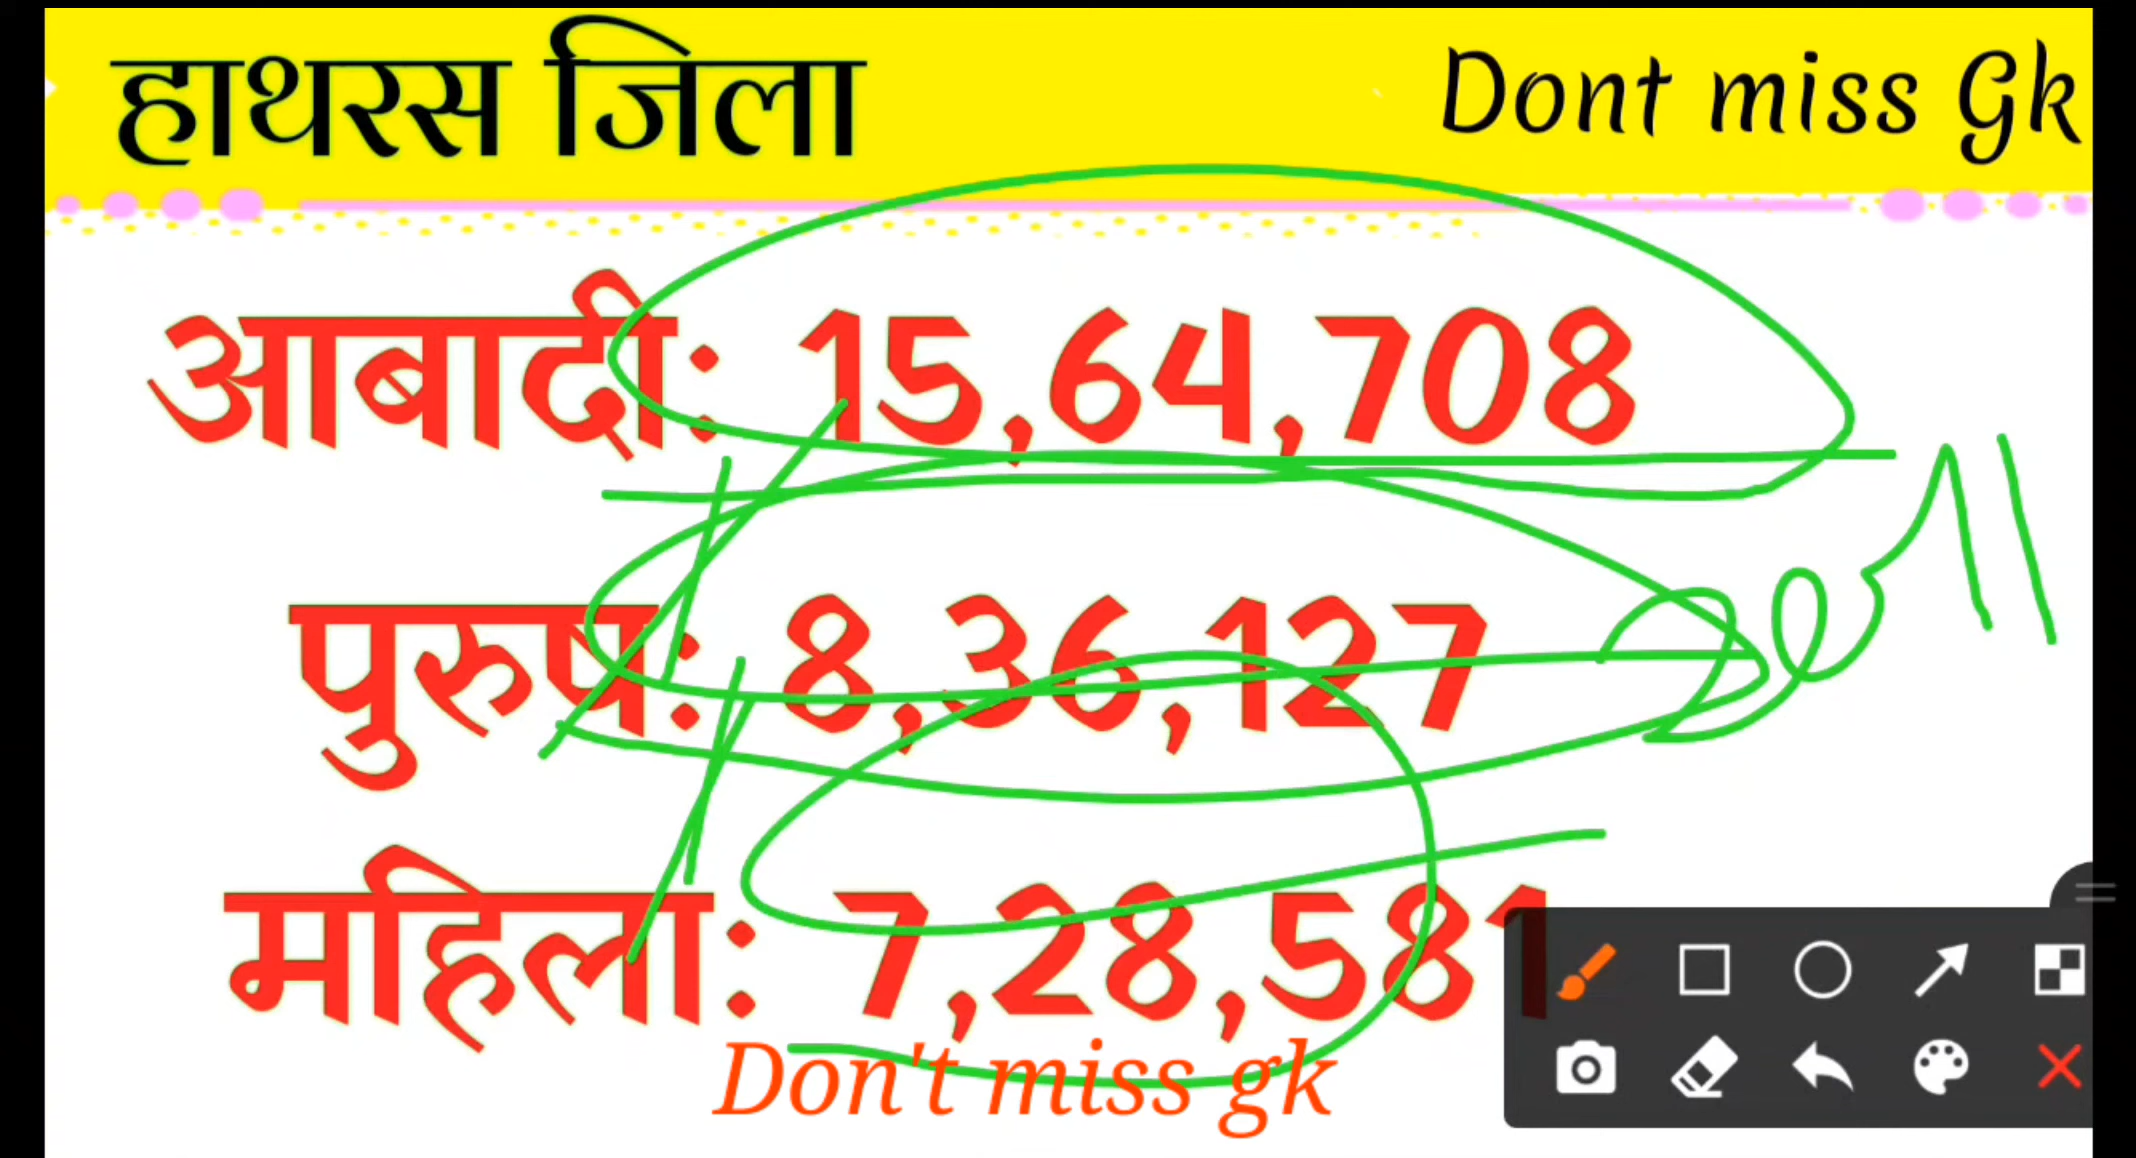 हाथरस जिला
Dont miss Gk
आबादी: 15,64,708
पुरुष: 8,36,127
महिला: 7,28,581
Don't miss gk